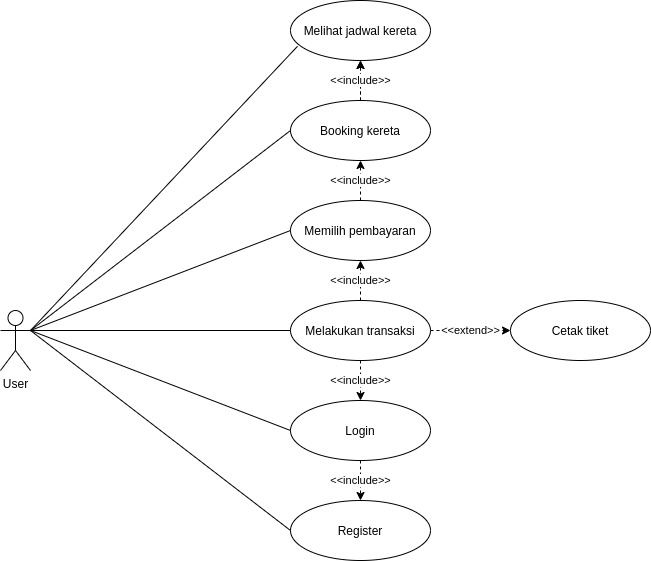 Melihat jadwal kereta
<<include>>
Booking kereta
<<include>>
Memilih pembayaran
<<include>>
Melakukan transaksi
<<extend>>
Cetak tiket
<<include>>
Login
<<include>>
Register
User